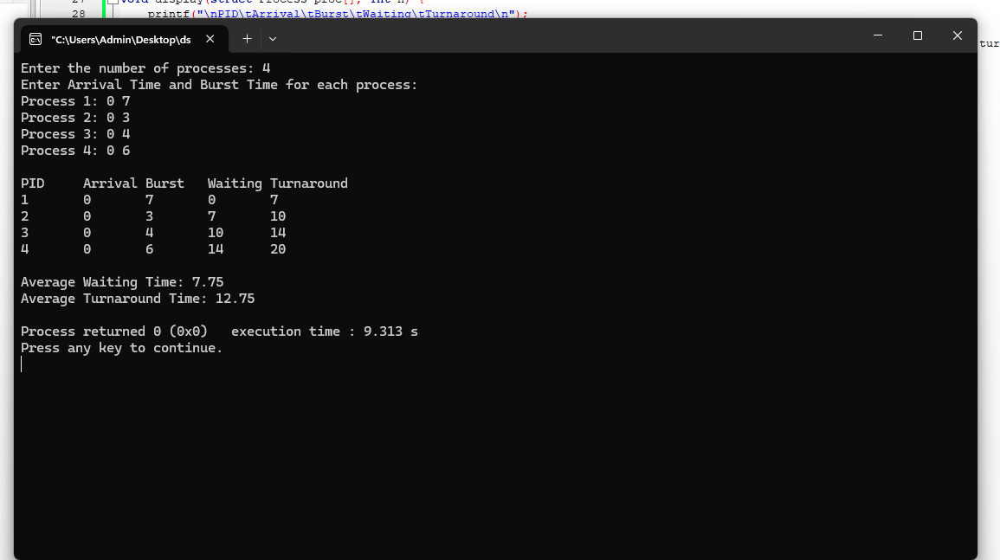 28 printf("\nPID\tArrival\tBurst\tWaiting\tTurnaround\n");
"C:\Users\Admin\Desktop\ds
tur
Enter the number of processes: 4
Enter Arrival Time and Burst Time for each process:
Process 1: 0 7
Process 2: 0 3
Process 3: 0 4
Process 4: 0 6
PID Arrival Burst Waiting Turnaround
1 0 7 0 7
2 0 3 7 10
3 0 4 10 14
4 0 6 14 20
Average Waiting Time: 7.75
Average Turnaround Time: 12.75
Process returned 0 (0x0) execution time : 9.313 s
Press any key to continue.